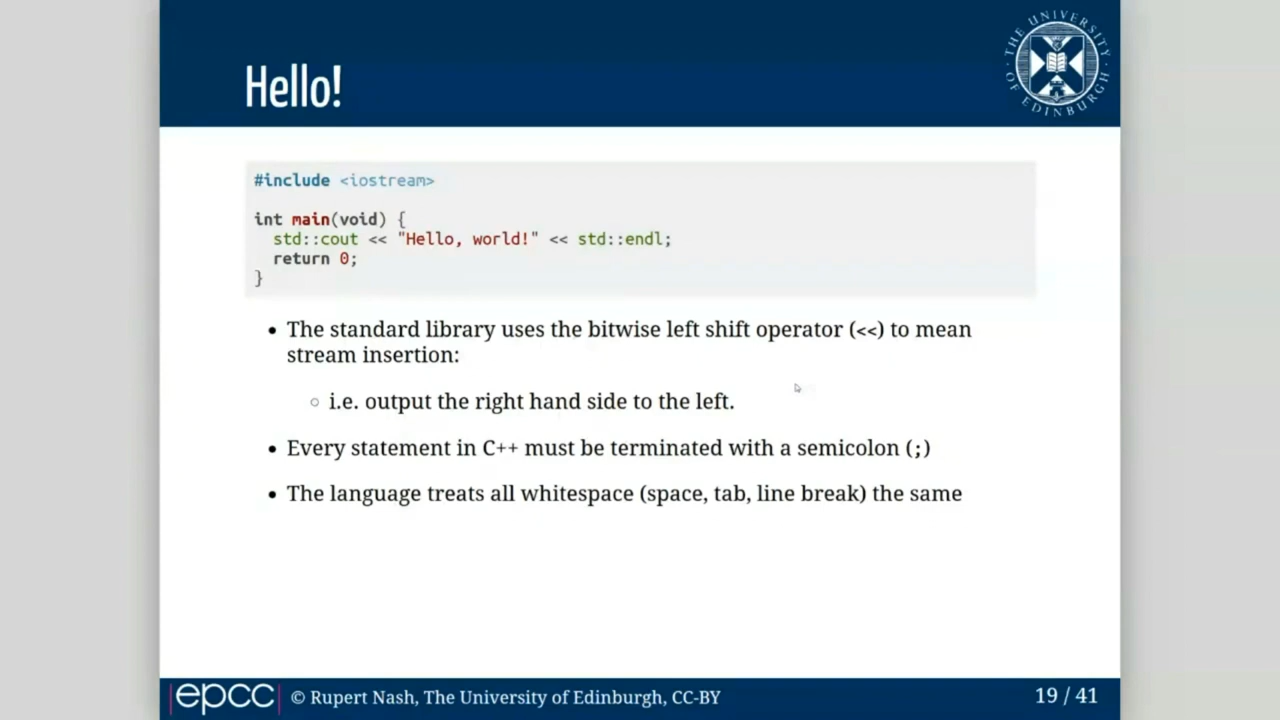 Hello!
THE UNIVERSITY OF EDINBURGH
#include <iostream>
int main(void) {
std::cout << "Hello, world!" << std::endl;
return 0;
}
• The standard library uses the bitwise left shift operator (<<) to mean
stream insertion:
○ i.e. output the right hand side to the left.
• Every statement in C++ must be terminated with a semicolon (;)
• The language treats all whitespace (space, tab, line break) the same
epcc © Rupert Nash, The University of Edinburgh, CC-BY 19 / 41